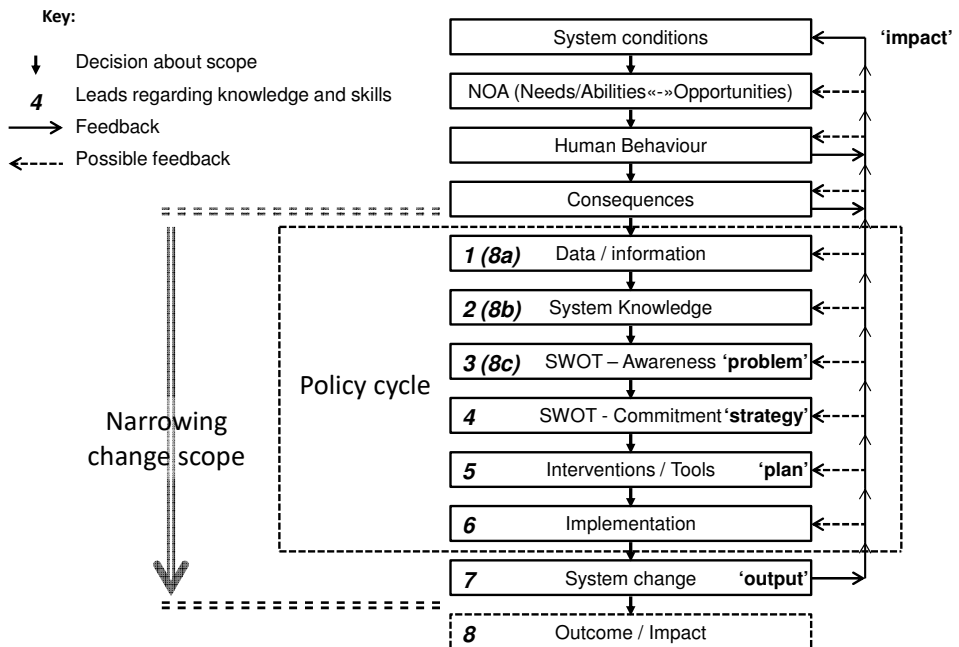 Key:
Decision about scope
4 Leads regarding knowledge and skills
Feedback
Possible feedback
System conditions
'impact'
NOA (Needs/Abilities«-»Opportunities)
Human Behaviour
Consequences
1 (8a) Data / information
2 (8b) System Knowledge
3 (8c) SWOT – Awareness 'problem'
4 SWOT - Commitment 'strategy'
5 Interventions / Tools 'plan'
6 Implementation
7 System change 'output'
8 Outcome / Impact
Policy cycle
Narrowing
change scope